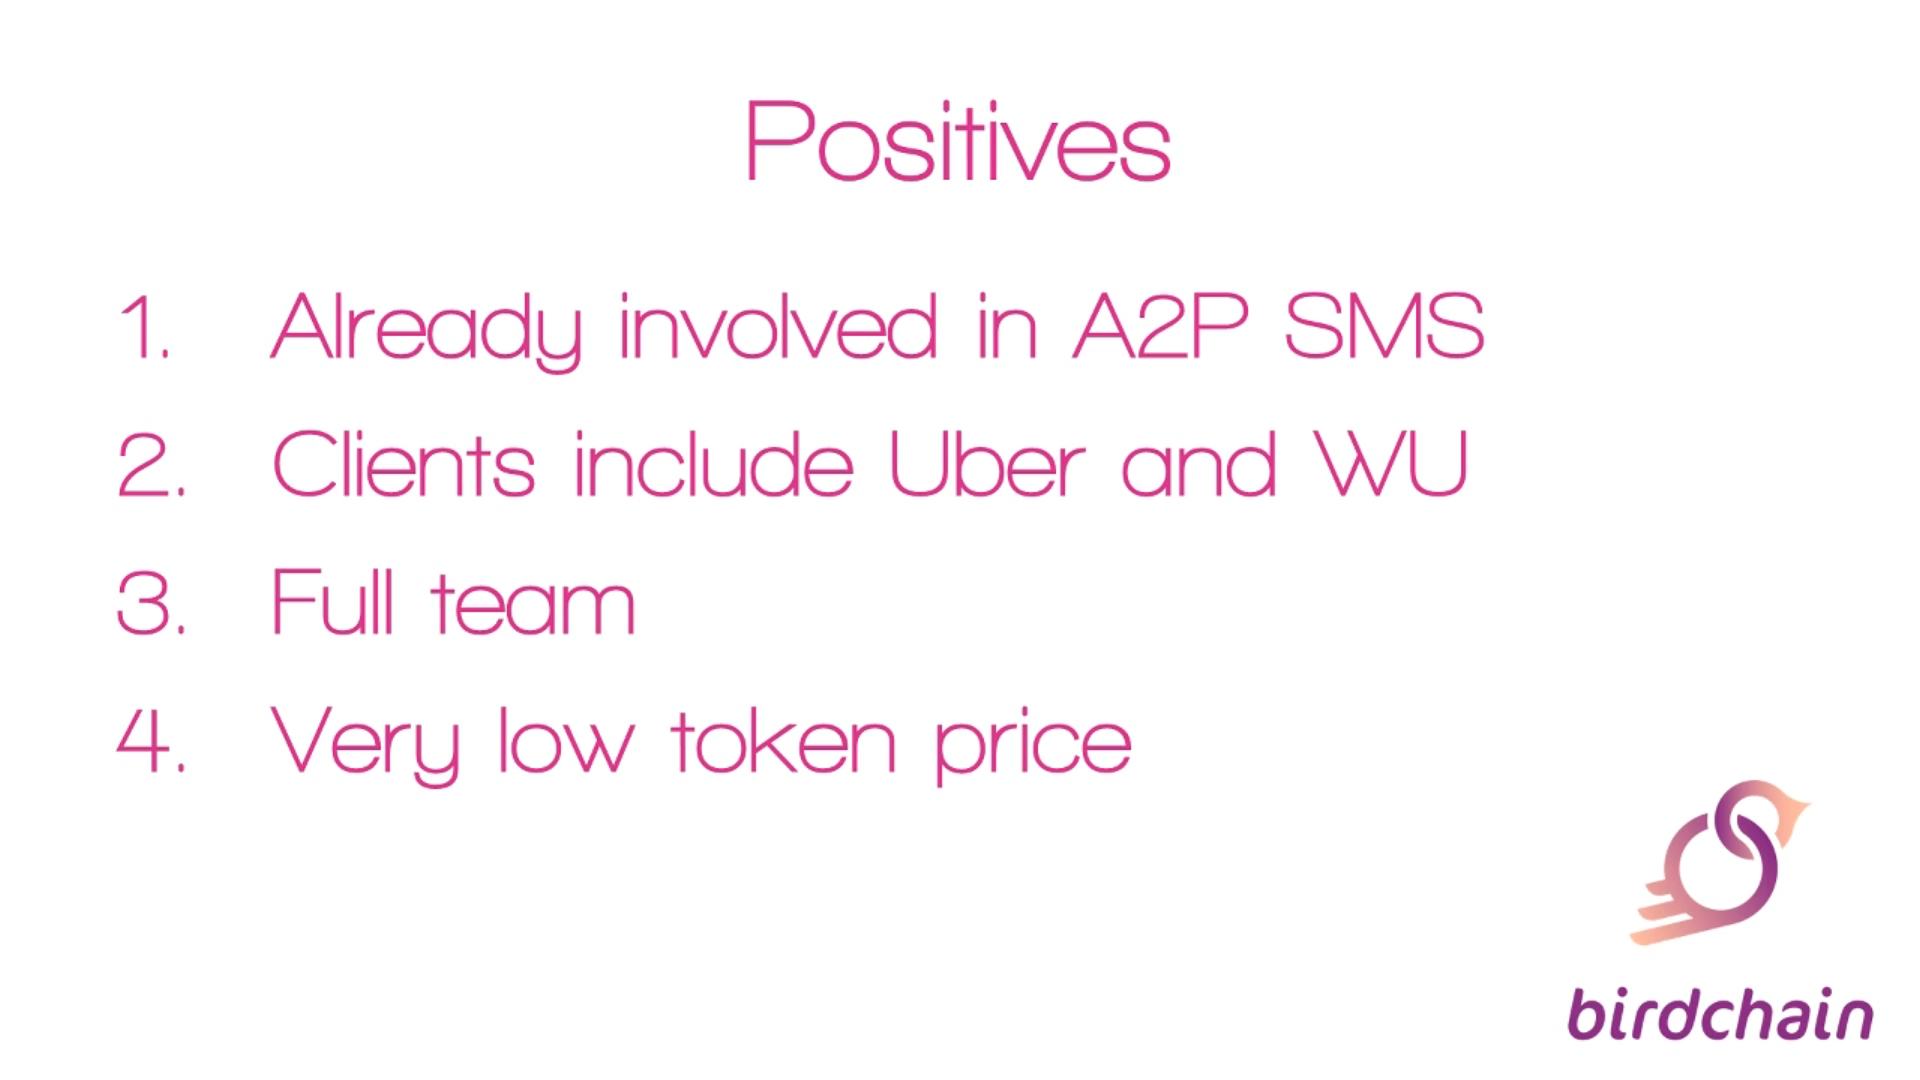 Positives
1. Already involved in A2P SMS
2. Clients include Uber and WU
3. Full team
4. Very low token price
birdchain